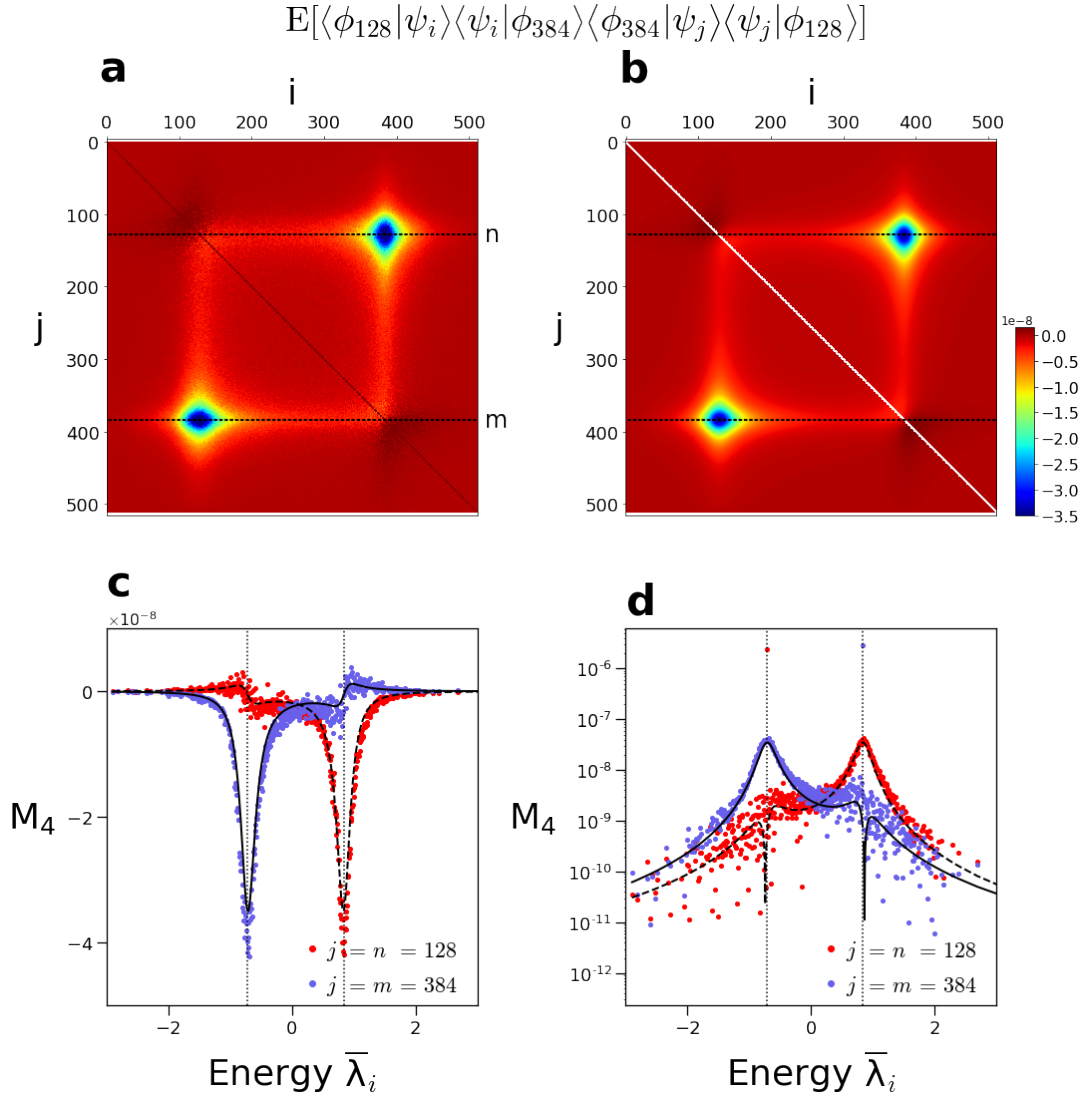 E[⟨ϕ₁₂₈|ψᵢ⟩⟨ψᵢ|ϕ₃₈₄⟩⟨ϕ₃₈₄|ψⱼ⟩⟨ψⱼ|ϕ₁₂₈⟩]
a b
i i
0 100 200 300 400 500 0 100 200 300 400 500
0
100
200
300
400
500
j
n
m
0
100
200
300
400
500
j
1e−8
0.0
−0.5
−1.0
−1.5
−2.0
−2.5
−3.0
−3.5
c d
×10⁻⁸
0
−2
−4
M₄
j = n = 128
j = m = 384
−2 0 2
Energy λ̅ᵢ
10⁻⁶
10⁻⁷
10⁻⁸
10⁻⁹
10⁻¹⁰
10⁻¹¹
10⁻¹²
M₄
j = n = 128
j = m = 384
−2 0 2
Energy λ̅ᵢ